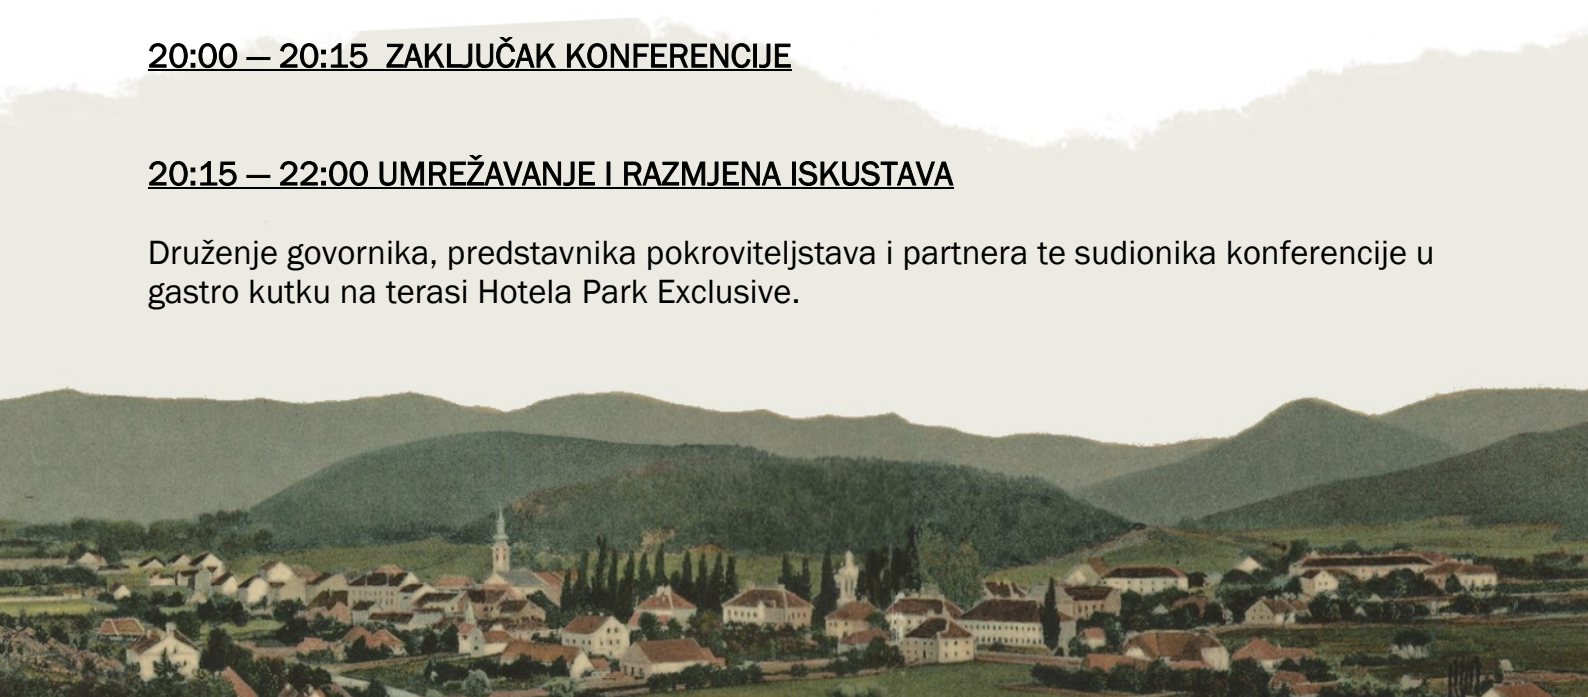 20:00 — 20:15  ZAKLJUČAK KONFERENCIJE
20:15 — 22:00 UMREŽAVANJE I RAZMJENA ISKUSTAVA
Druženje govornika, predstavnika pokroviteljstava i partnera te sudionika konferencije u
gastro kutku na terasi Hotela Park Exclusive.